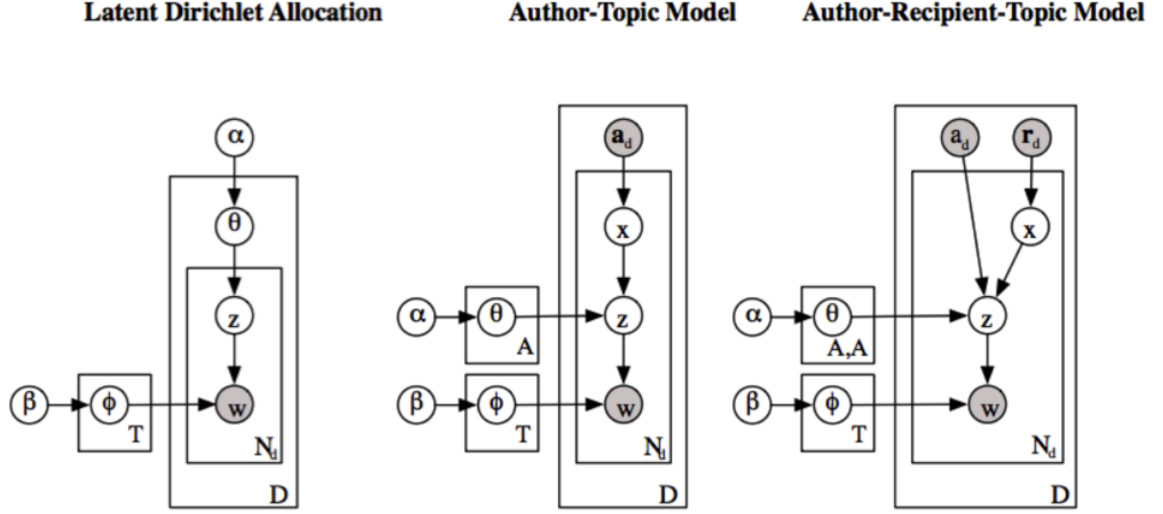 Latent Dirichlet Allocation
Author-Topic Model
Author-Recipient-Topic Model
α
θ
z
β
ϕ
T
w
N_d
D
a_d
x
α
θ
z
A
β
ϕ
T
w
N_d
D
a_d
r_d
x
α
θ
z
A,A
β
ϕ
T
w
N_d
D